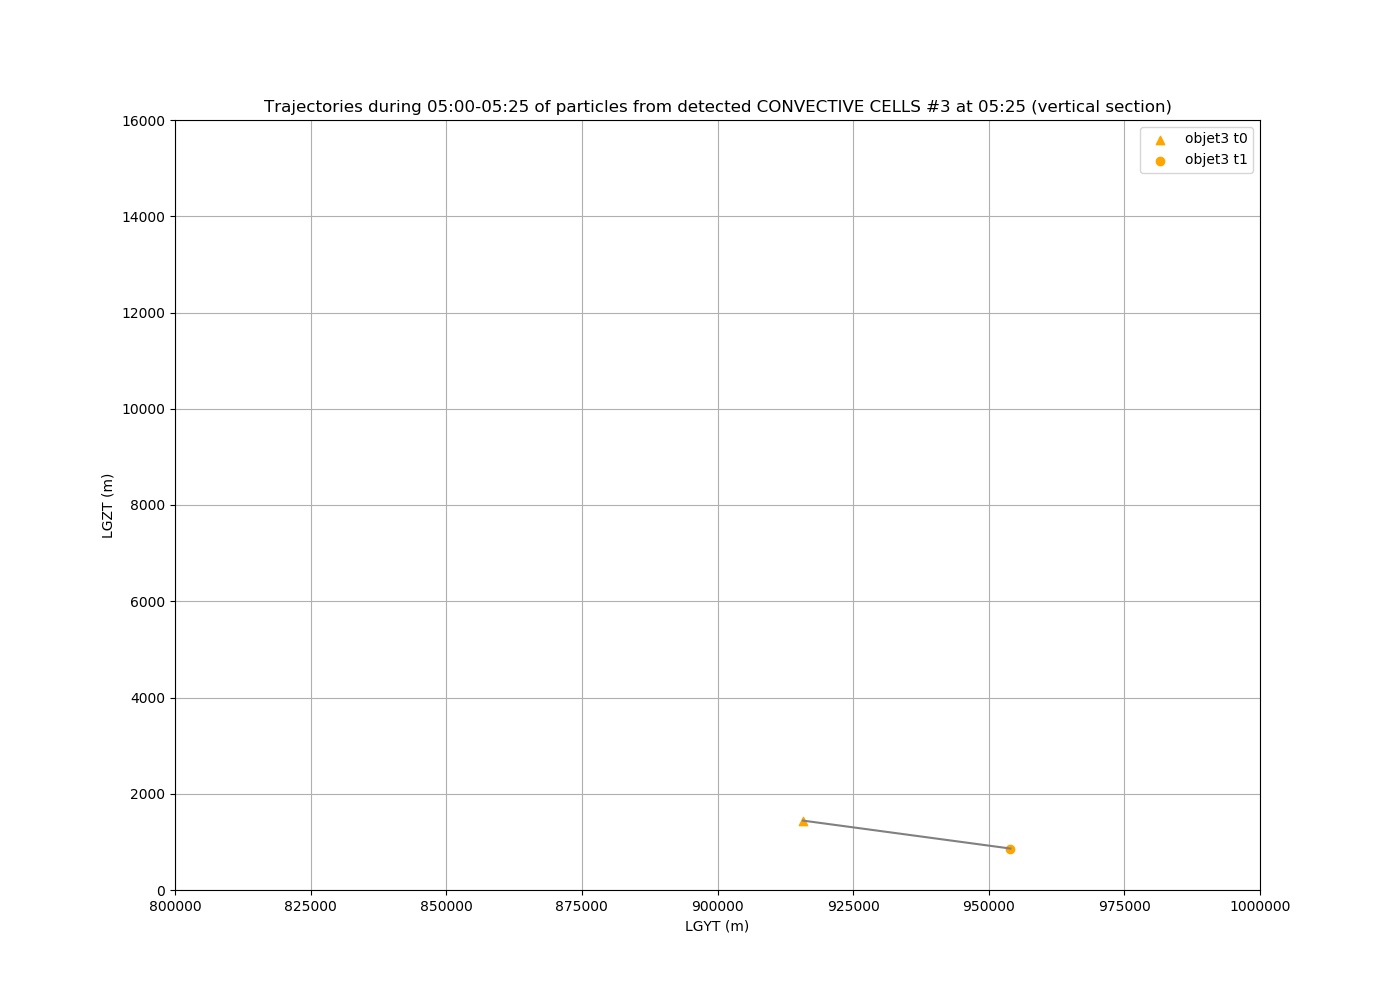 Trajectories during 05:00-05:25 of particles from detected CONVECTIVE CELLS #3 at 05:25 (vertical section)
16000
objet3 t0
objet3 t1
14000
12000
10000
LGZT (m)
8000
6000
4000
2000
0
800000 825000 850000 875000 900000 925000 950000 975000 1000000
LGYT (m)